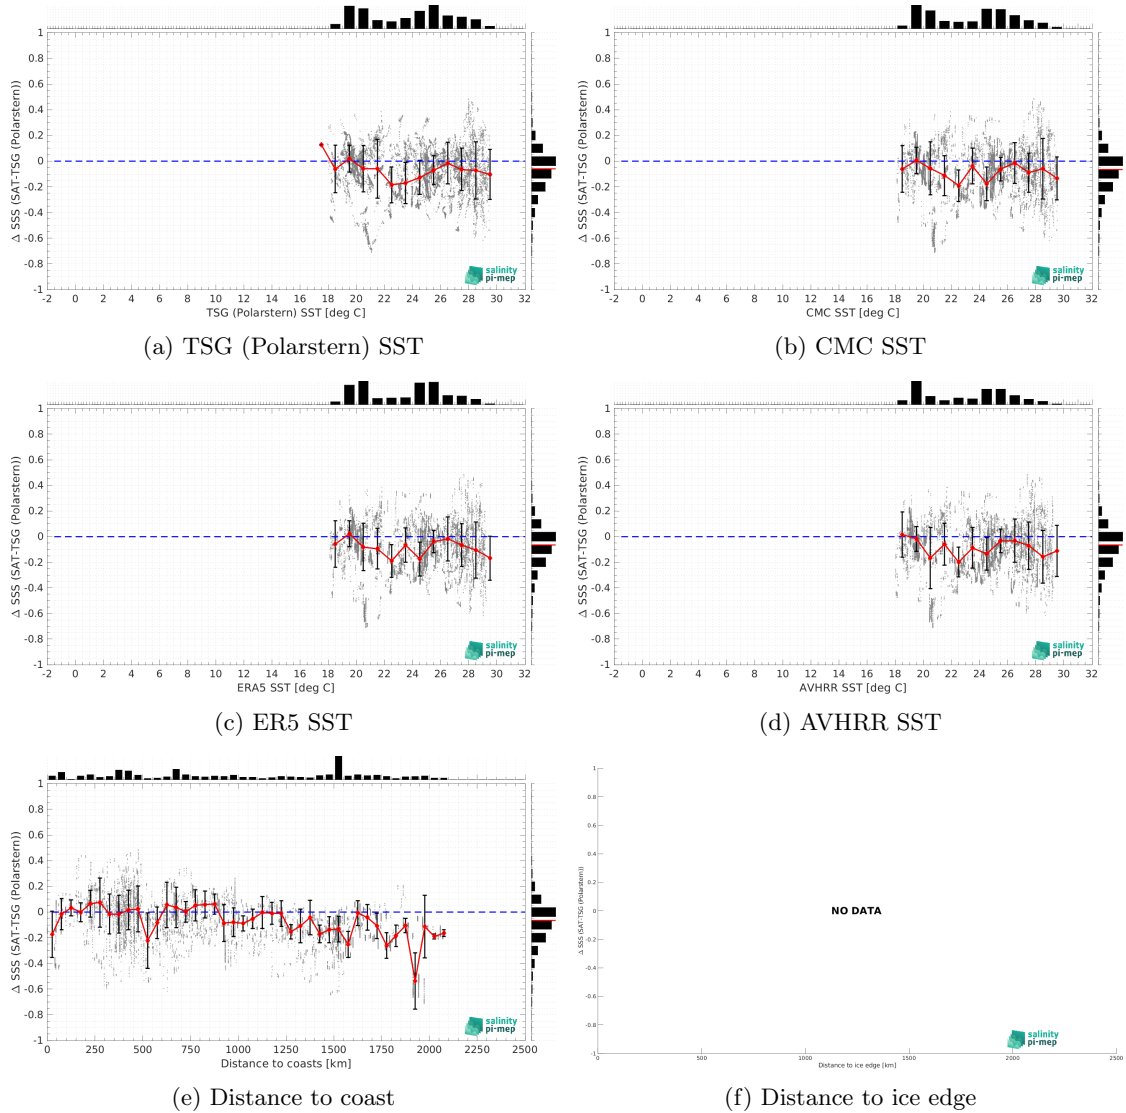 1
0.8
0.6
0.4
0.2
0
-0.2
-0.4
-0.6
-0.8
-1
Δ SSS (SAT-TSG (Polarstern))
-2 0 2 4 6 8 10 12 14 16 18 20 22 24 26 28 30 32
TSG (Polarstern) SST [deg C]
salinity
pi-mep
(a) TSG (Polarstern) SST
1
0.8
0.6
0.4
0.2
0
-0.2
-0.4
-0.6
-0.8
-1
Δ SSS (SAT-TSG (Polarstern))
-2 0 2 4 6 8 10 12 14 16 18 20 22 24 26 28 30 32
CMC SST [deg C]
salinity
pi-mep
(b) CMC SST
1
0.8
0.6
0.4
0.2
0
-0.2
-0.4
-0.6
-0.8
-1
Δ SSS (SAT-TSG (Polarstern))
-2 0 2 4 6 8 10 12 14 16 18 20 22 24 26 28 30 32
ERA5 SST [deg C]
salinity
pi-mep
(c) ER5 SST
1
0.8
0.6
0.4
0.2
0
-0.2
-0.4
-0.6
-0.8
-1
Δ SSS (SAT-TSG (Polarstern))
-2 0 2 4 6 8 10 12 14 16 18 20 22 24 26 28 30 32
AVHRR SST [deg C]
salinity
pi-mep
(d) AVHRR SST
1
0.8
0.6
0.4
0.2
0
-0.2
-0.4
-0.6
-0.8
-1
Δ SSS (SAT-TSG (Polarstern))
0 250 500 750 1000 1250 1500 1750 2000 2250 2500
Distance to coasts [km]
salinity
pi-mep
(e) Distance to coast
1
0.8
0.6
0.4
0.2
0
-0.2
-0.4
-0.6
-0.8
-1
Δ SSS (SAT-TSG (Polarstern))
NO DATA
0 500 1000 1500 2000 2500
Distance to ice edge [km]
salinity
pi-mep
(f) Distance to ice edge